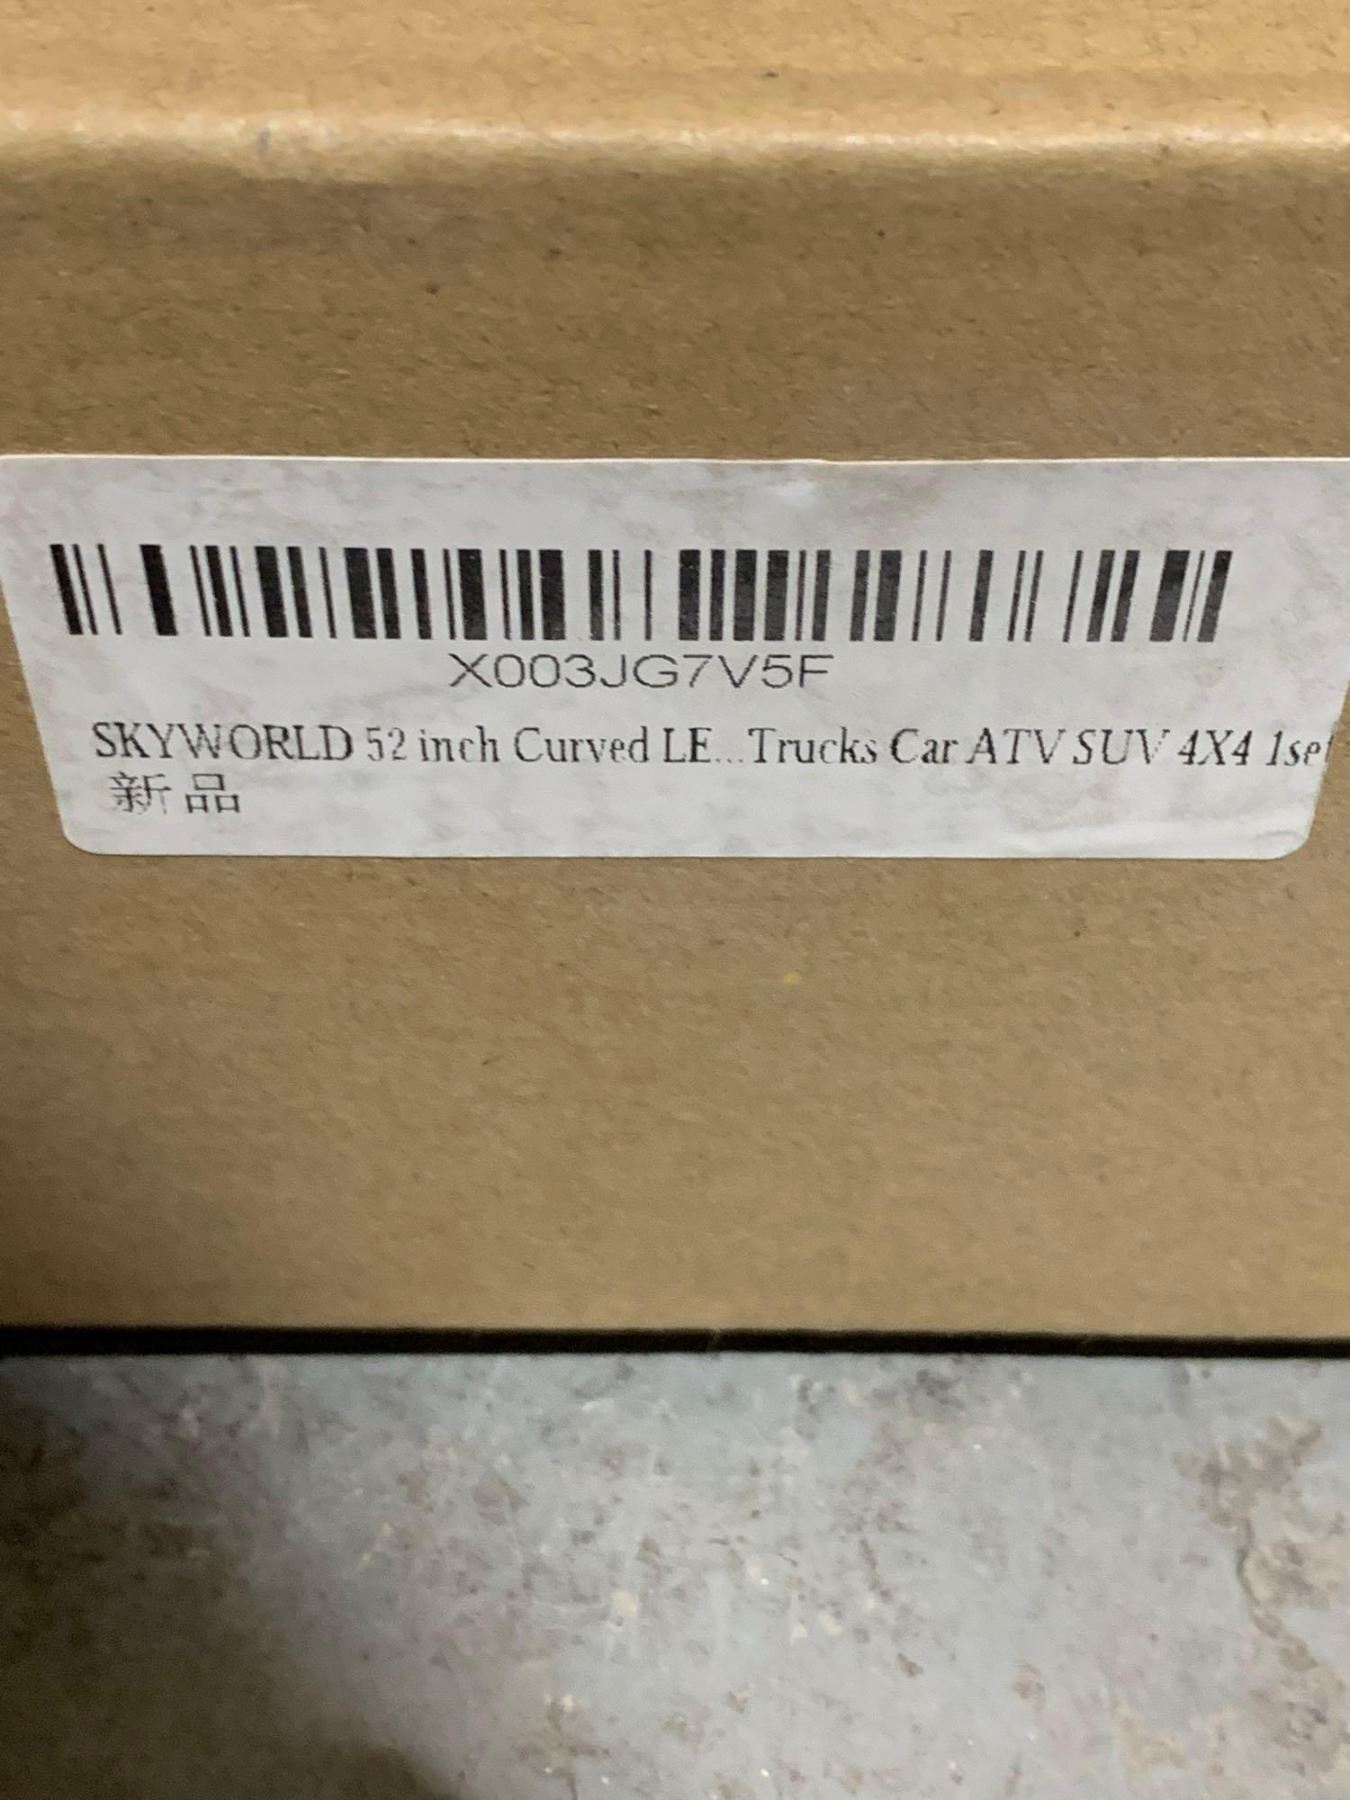 X003JG7V5F
SKYWORLD 52 inch Curved LE...Trucks Car ATV SUV 4X4 1set
新品